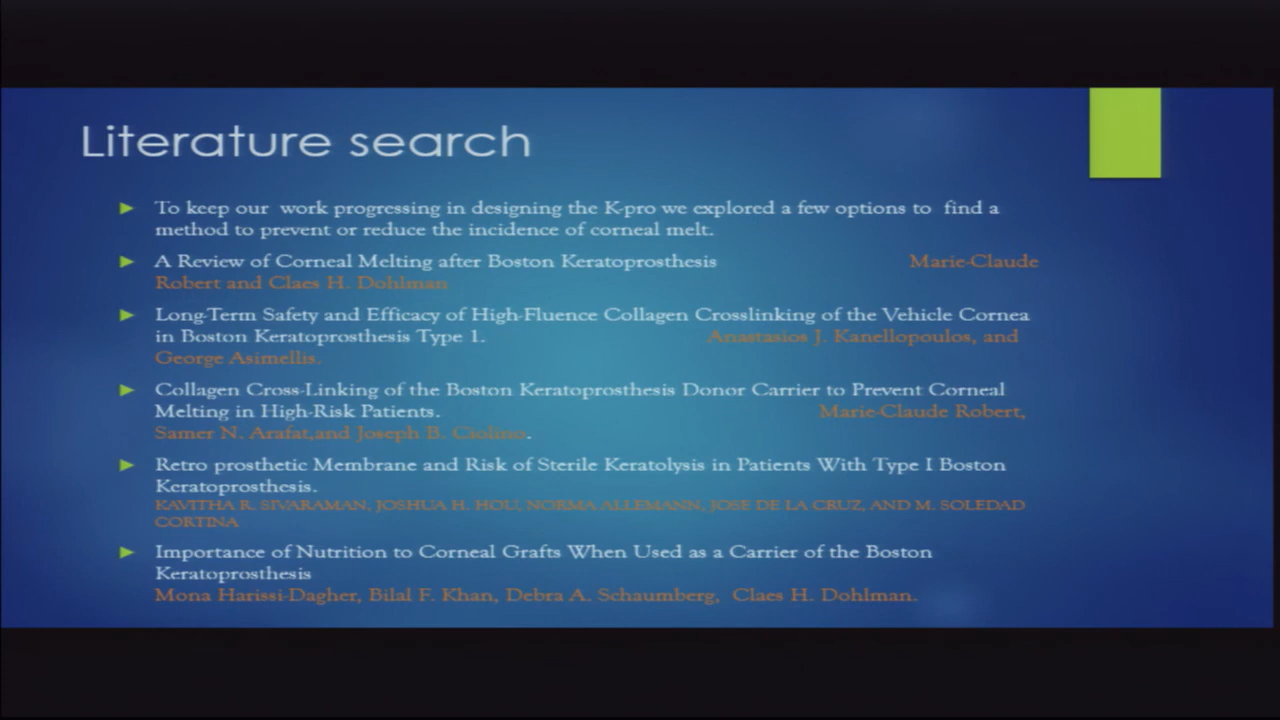 Literature search
To keep our work progressing in designing the K-pro we explored a few options to find a
method to prevent or reduce the incidence of corneal melt.
A Review of Corneal Melting after Boston Keratoprosthesis Marie-Claude
Robert and Claes H. Dohlman
Long-Term Safety and Efficacy of High-Fluence Collagen Crosslinking of the Vehicle Cornea
in Boston Keratoprosthesis Type 1. Anastasios J. Kanellopoulos, and
George Asimellis.
Collagen Cross-Linking of the Boston Keratoprosthesis Donor Carrier to Prevent Corneal
Melting in High-Risk Patients. Marie-Claude Robert,
Samer N. Arafat,and Joseph B. Ciolino.
Retro prosthetic Membrane and Risk of Sterile Keratolysis in Patients With Type I Boston
Keratoprosthesis.
KAVITHA R. SIVARAMAN, JOSHUA H. HOU, NORMA ALLEMANN, JOSE DE LA CRUZ, AND M. SOLEDAD
CORTINA
Importance of Nutrition to Corneal Grafts When Used as a Carrier of the Boston
Keratoprosthesis
Mona Harissi-Dagher, Bilal F. Khan, Debra A. Schaumberg, Claes H. Dohlman.